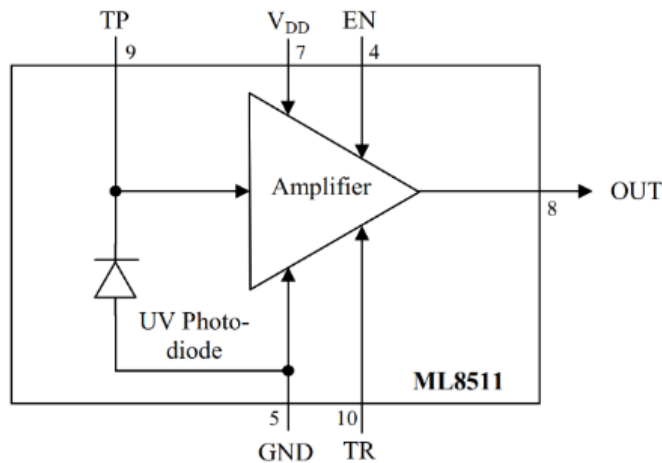 TP
VDD
EN
9
7
4
Amplifier
OUT
8
UV Photo-
diode
ML8511
5
10
GND
TR